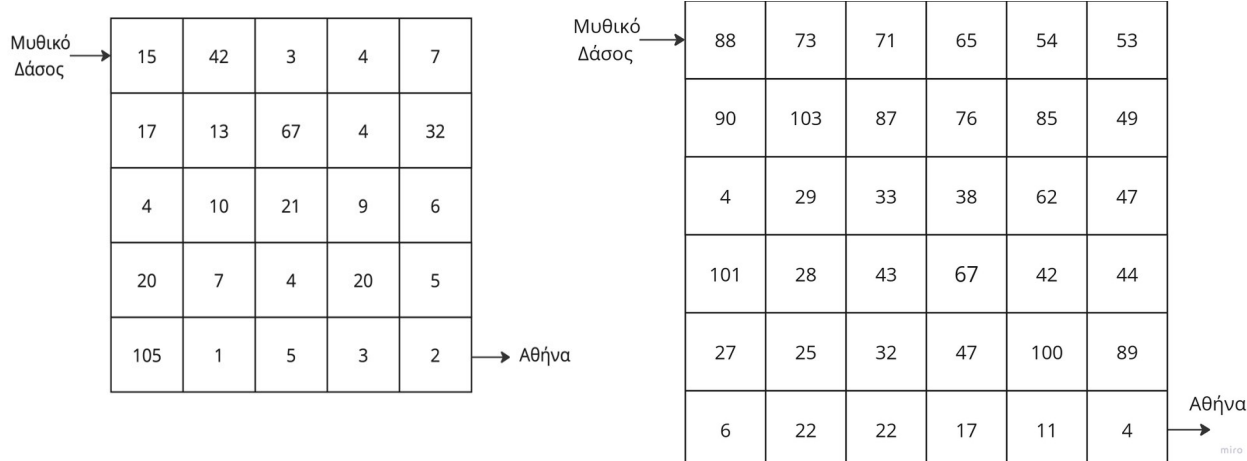 Μυθικό
Δάσος
15 42 3 4 7
17 13 67 4 32
4 10 21 9 6
20 7 4 20 5
105 1 5 3 2
Αθήνα
Μυθικό
Δάσος
88 73 71 65 54 53
90 103 87 76 85 49
4 29 33 38 62 47
101 28 43 67 42 44
27 25 32 47 100 89
6 22 22 17 11 4
Αθήνα
miro